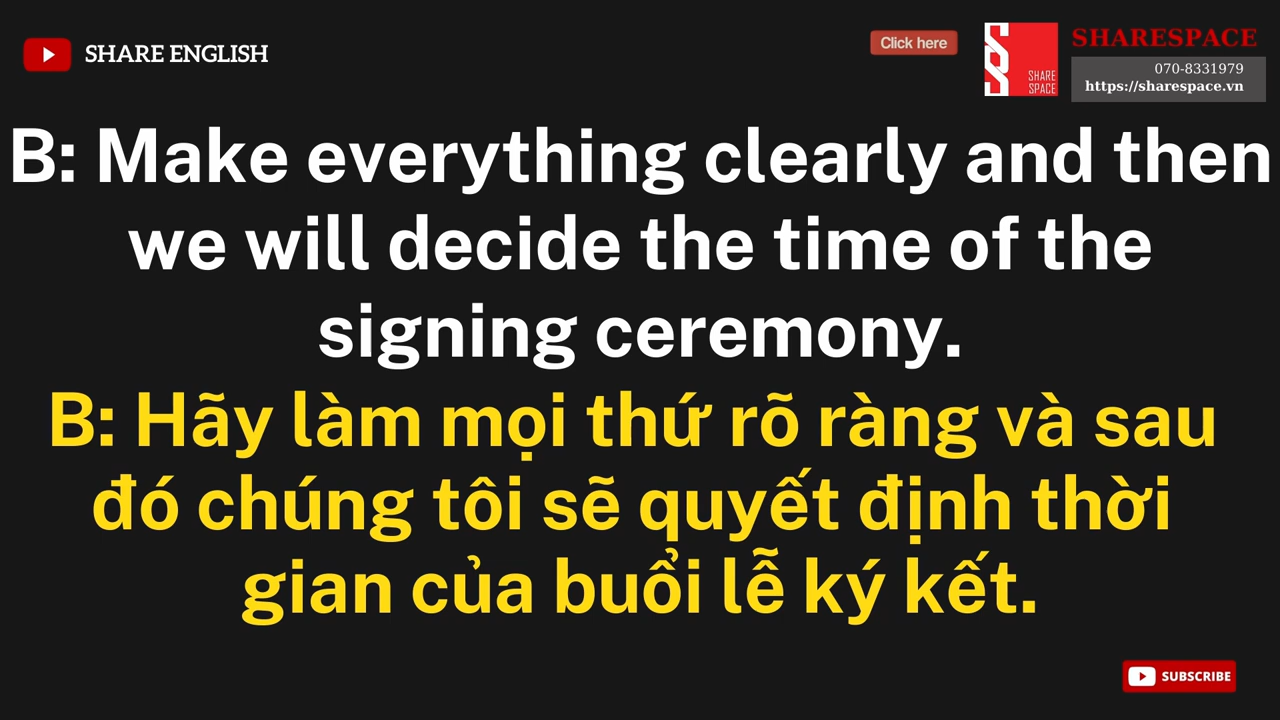 SHARE ENGLISH
Click here
SHARE
SPACE
SHARESPACE
070-8331979
https://sharespace.vn
B: Make everything clearly and then
we will decide the time of the
signing ceremony.
B: Hãy làm mọi thứ rõ ràng và sau
đó chúng tôi sẽ quyết định thời
gian của buổi lễ ký kết.
SUBSCRIBE